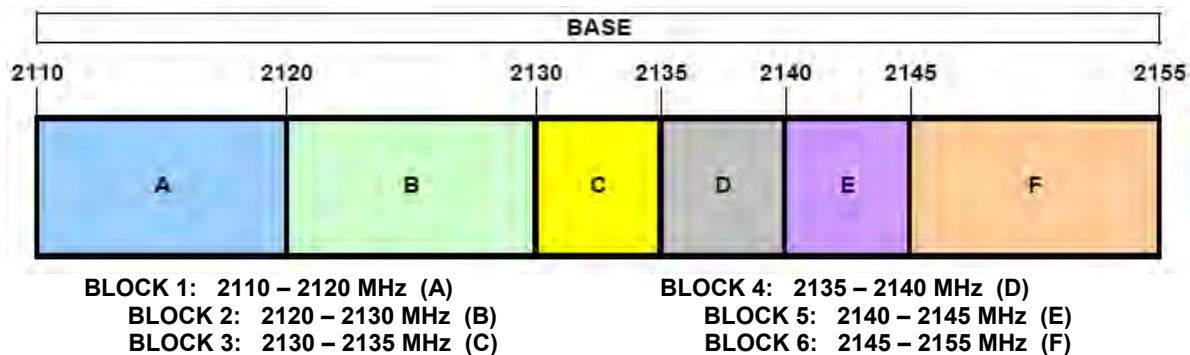 BASE
2110 2120 2130 2135 2140 2145 2155
A B C D E F
BLOCK 1: 2110 – 2120 MHz (A) BLOCK 4: 2135 – 2140 MHz (D)
BLOCK 2: 2120 – 2130 MHz (B) BLOCK 5: 2140 – 2145 MHz (E)
BLOCK 3: 2130 – 2135 MHz (C) BLOCK 6: 2145 – 2155 MHz (F)